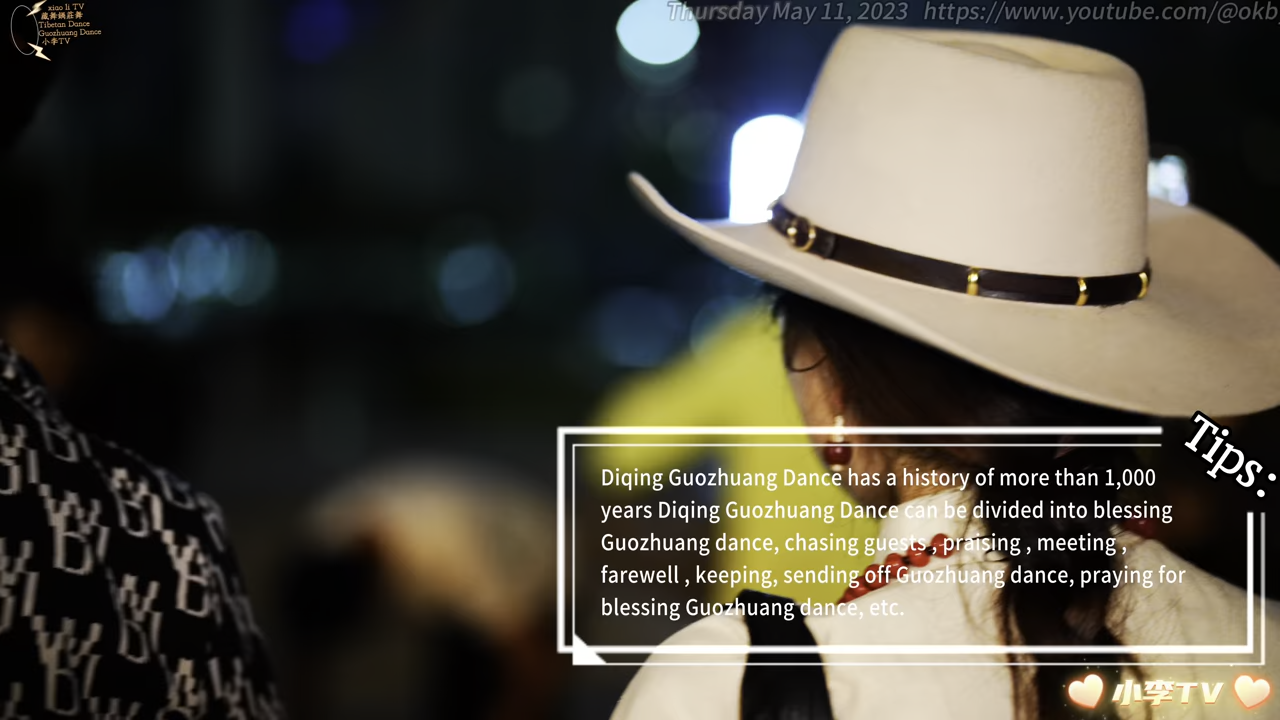 xiao li TV
藏舞鍋莊舞
Tibetan Dance
Guozhuang Dance
小李TV
Thursday May 11, 2023 https://www.youtube.com/@okb
Tips:
Diqing Guozhuang Dance has a history of more than 1,000
years Diqing Guozhuang Dance can be divided into blessing
Guozhuang dance, chasing guests , praising , meeting ,
farewell , keeping, sending off Guozhuang dance, praying for
blessing Guozhuang dance, etc.
小李TV